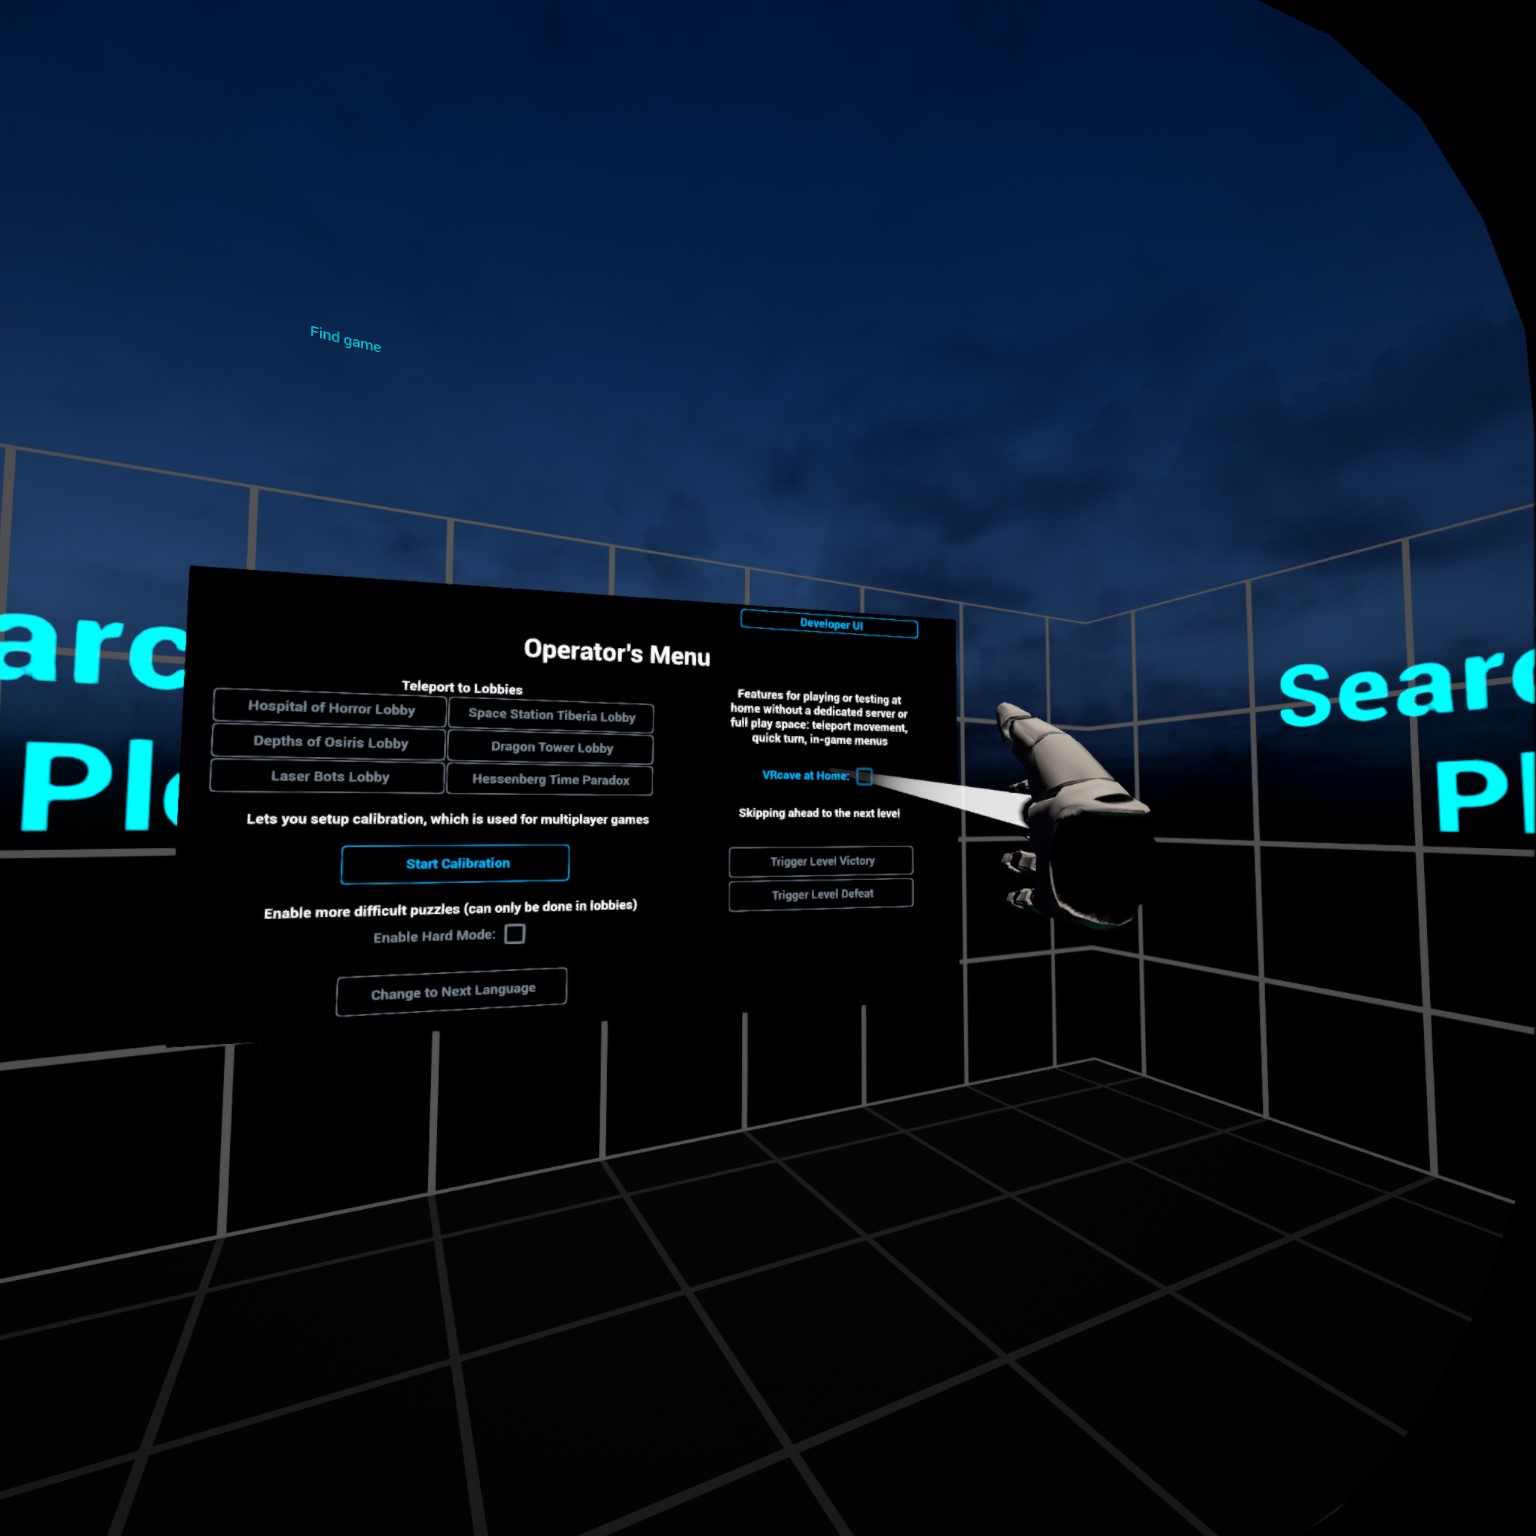 Find game
Developer UI
Operator's Menu
Teleport to Lobbies
Hospital of Horror Lobby
Space Station Tiberia Lobby
Depths of Osiris Lobby
Dragon Tower Lobby
Laser Bots Lobby
Hessenberg Time Paradox
Lets you setup calibration, which is used for multiplayer games
Start Calibration
Enable more difficult puzzles (can only be done in lobbies)
Enable Hard Mode:
Change to Next Language
Features for playing or testing at
home without a dedicated server or
full play space: teleport movement,
quick turn, in-game menus
VRcave at Home:
Skipping ahead to the next level
Trigger Level Victory
Trigger Level Defeat